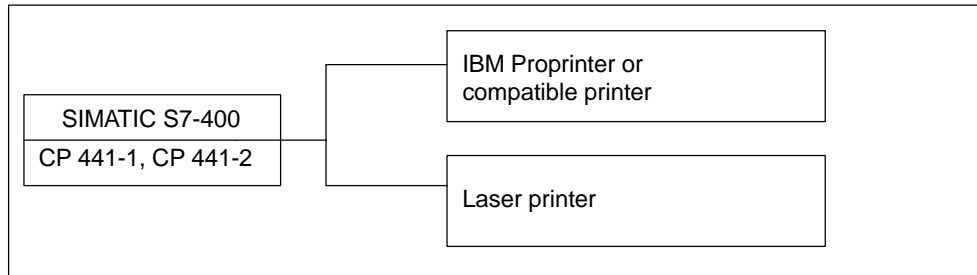 SIMATIC S7-400
CP 441-1, CP 441-2
IBM Proprinter or
compatible printer
Laser printer